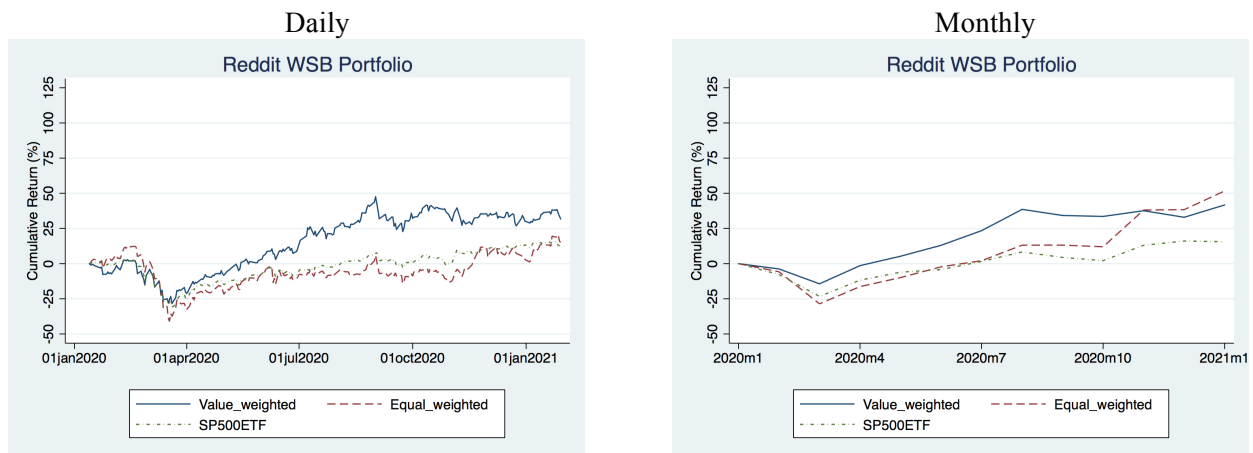 Daily
Reddit WSB Portfolio
Cumulative Return (%)
125
100
75
50
25
0
-25
-50
01jan2020 01apr2020 01jul2020 01oct2020 01jan2021
Value_weighted Equal_weighted
SP500ETF
Monthly
Reddit WSB Portfolio
Cumulative Return (%)
125
100
75
50
25
0
-25
-50
2020m1 2020m4 2020m7 2020m10 2021m1
Value_weighted Equal_weighted
SP500ETF